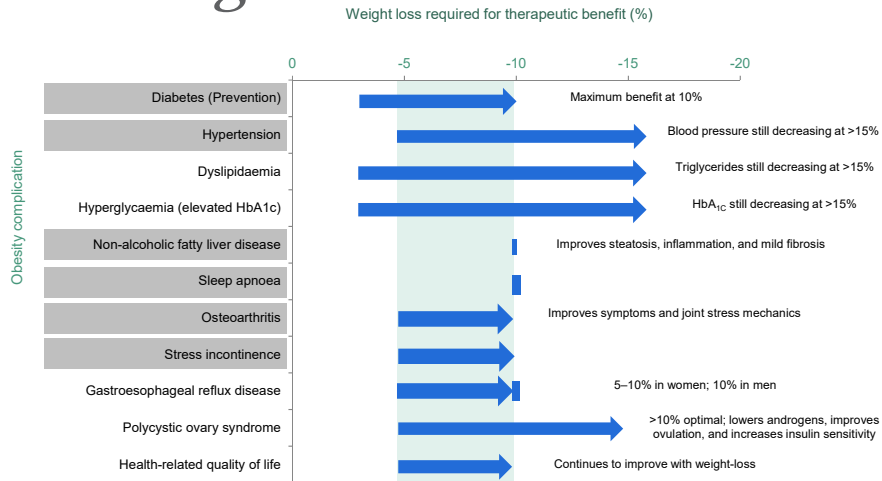 Weight loss required for therapeutic benefit (%)
0 -5 -10 -15 -20
Obesity complication
Diabetes (Prevention) Maximum benefit at 10%
Hypertension Blood pressure still decreasing at >15%
Dyslipidaemia Triglycerides still decreasing at >15%
Hyperglycaemia (elevated HbA1c) HbA1C still decreasing at >15%
Non-alcoholic fatty liver disease Improves steatosis, inflammation, and mild fibrosis
Sleep apnoea
Osteoarthritis Improves symptoms and joint stress mechanics
Stress incontinence
Gastroesophageal reflux disease 5–10% in women; 10% in men
Polycystic ovary syndrome >10% optimal; lowers androgens, improves
ovulation, and increases insulin sensitivity
Health-related quality of life Continues to improve with weight-loss